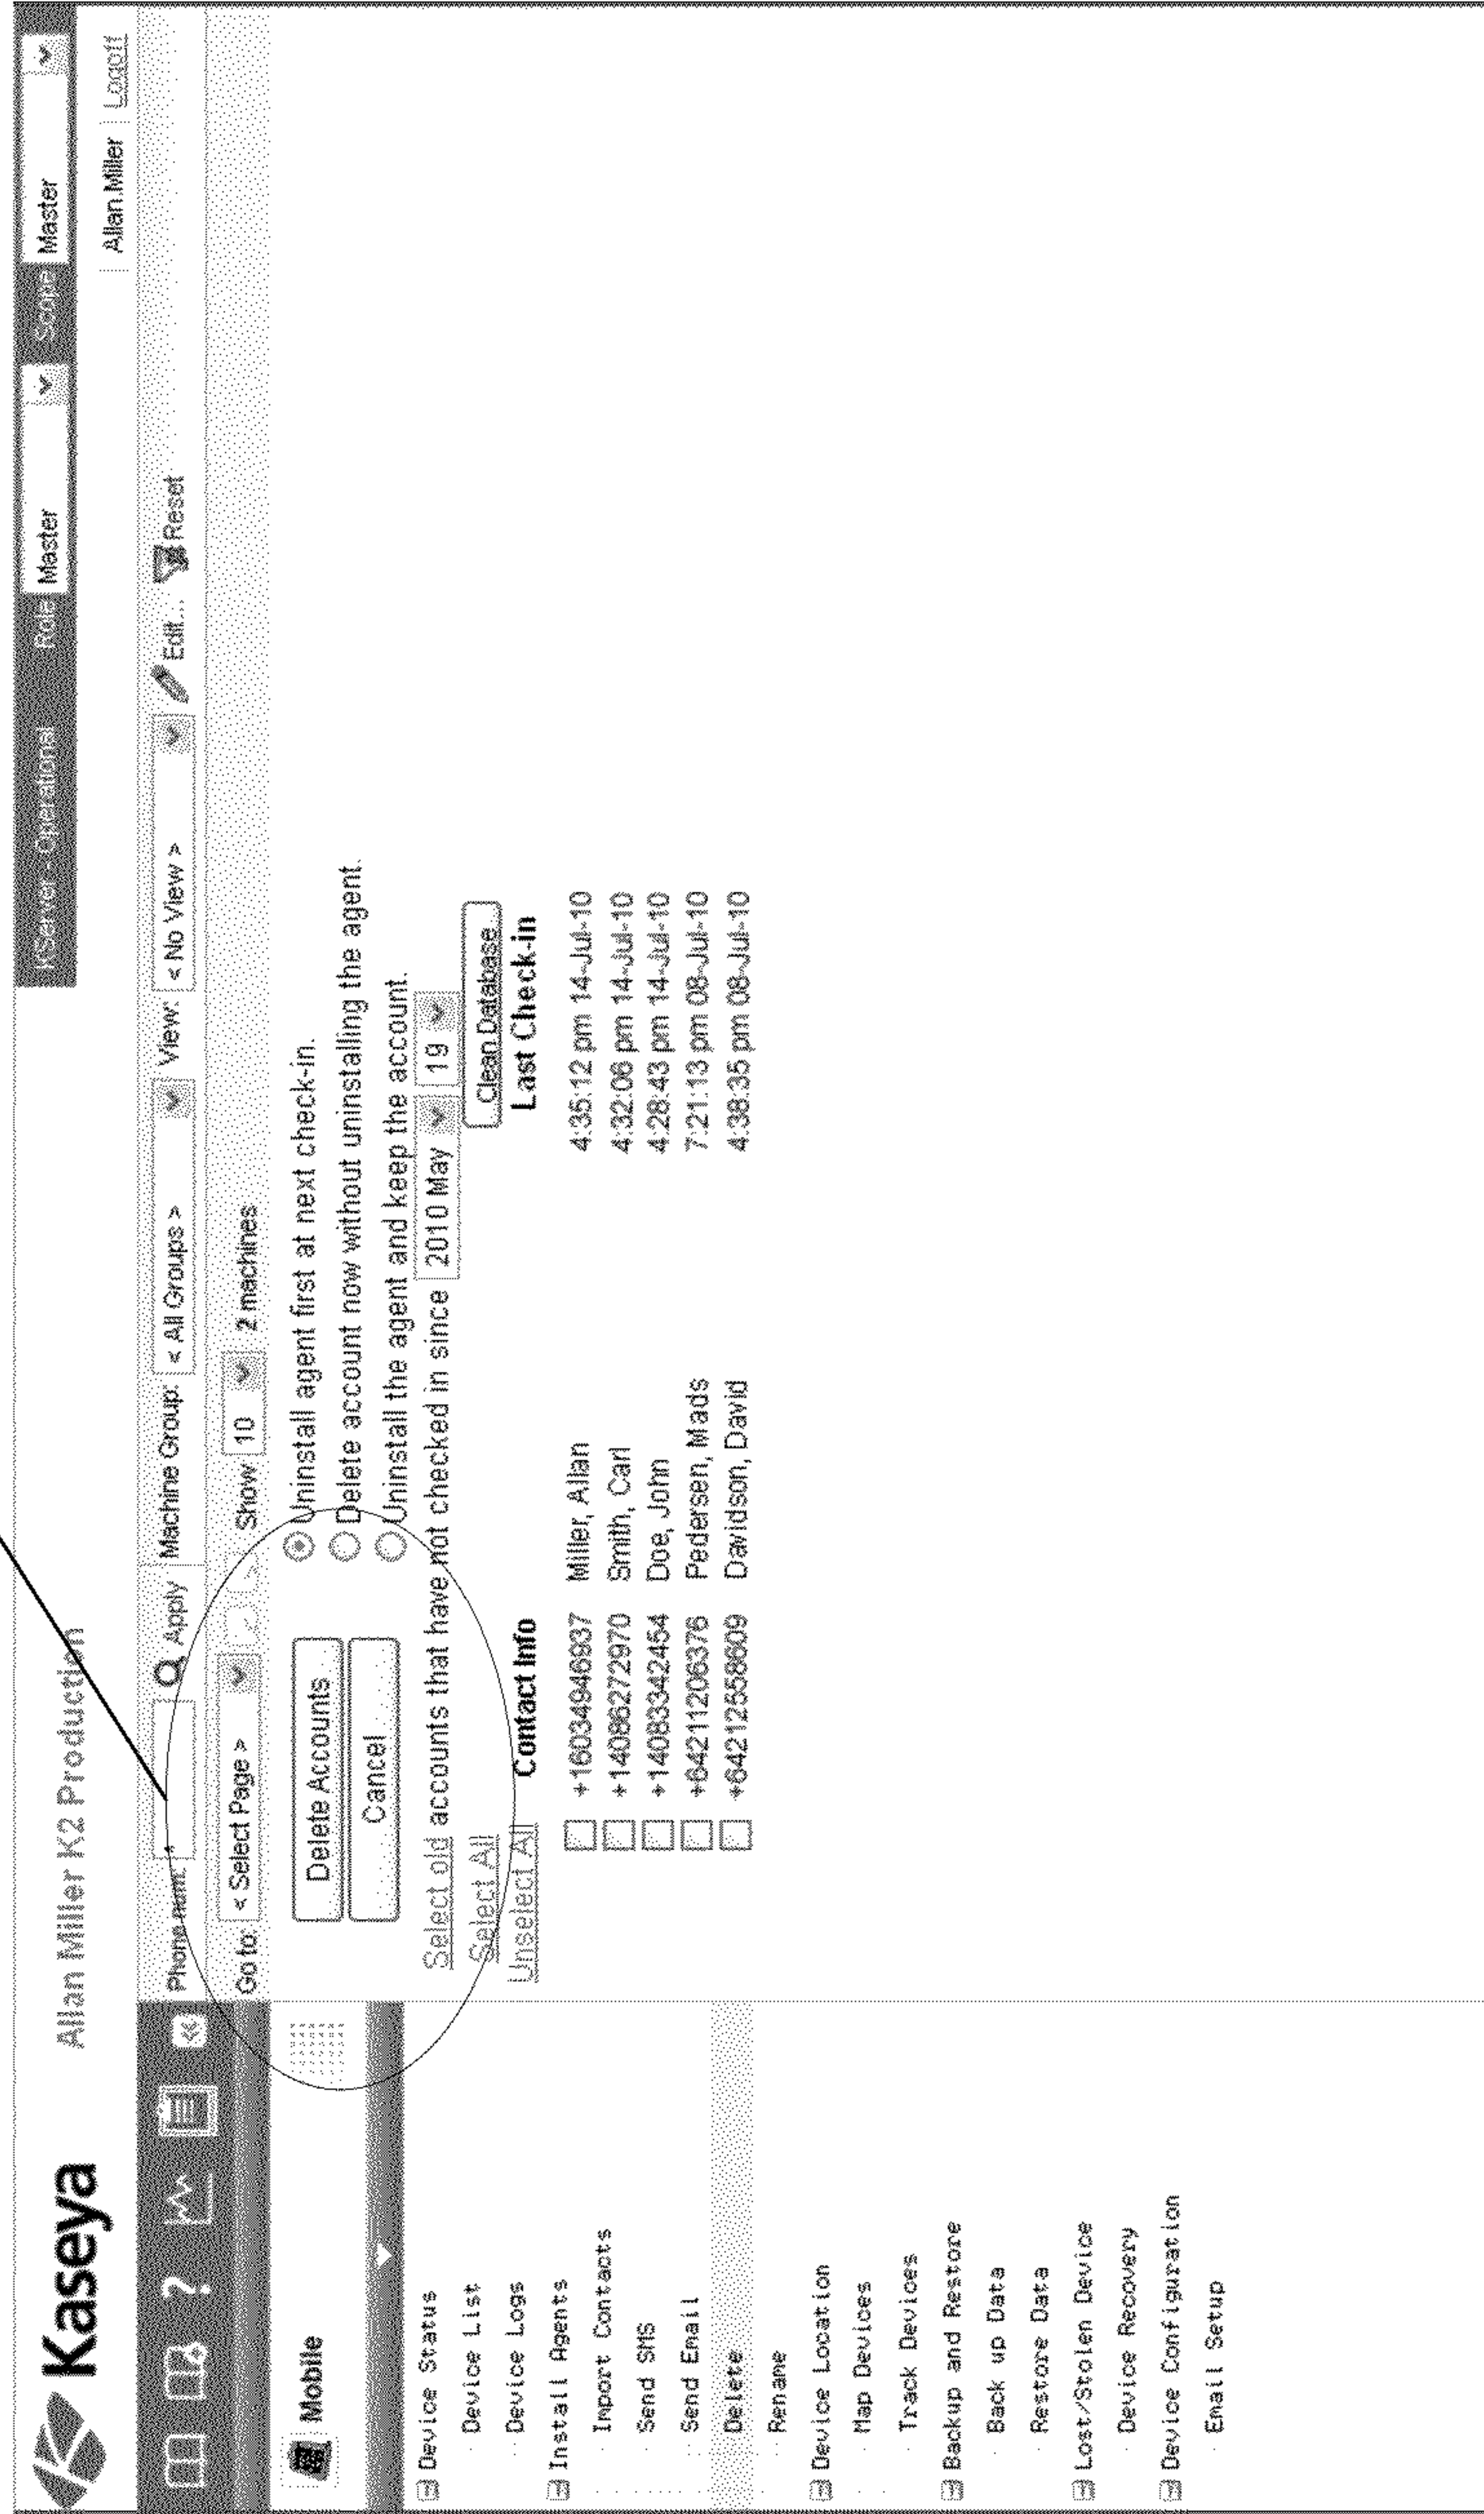 Kaseya
Allan Miller K2 Production
KServer - Operational Role Master Scope Master
Allan.Miller Logoff
Phone num: * Apply Machine Group: < All Groups > View: < No View > Edit... Reset
Go to: < Select Page > Show 10 2 machines
Mobile
Device Status
Device List
Device Logs
Install Agents
Import Contacts
Send SMS
Send Email
Delete
Rename
Device Location
Map Devices
Track Devices
Backup and Restore
Back up Data
Restore Data
Lost/Stolen Device
Device Recovery
Device Configuration
Email Setup
Delete Accounts
Cancel
Uninstall agent first at next check-in.
Delete account now without uninstalling the agent.
Uninstall the agent and keep the account.
Select old accounts that have not checked in since 2010 May 19
Select All Clean Database
Unselect All Contact Info Last Check-in
+16034946937 Miller, Allan 4:35:12 pm 14-Jul-10
+14086272970 Smith, Carl 4:32:06 pm 14-Jul-10
+14083342454 Doe, John 4:28:43 pm 14-Jul-10
+64211206376 Pedersen, Mads 7:21:13 pm 08-Jul-10
+64212558609 Davidson, David 4:38:35 pm 08-Jul-10